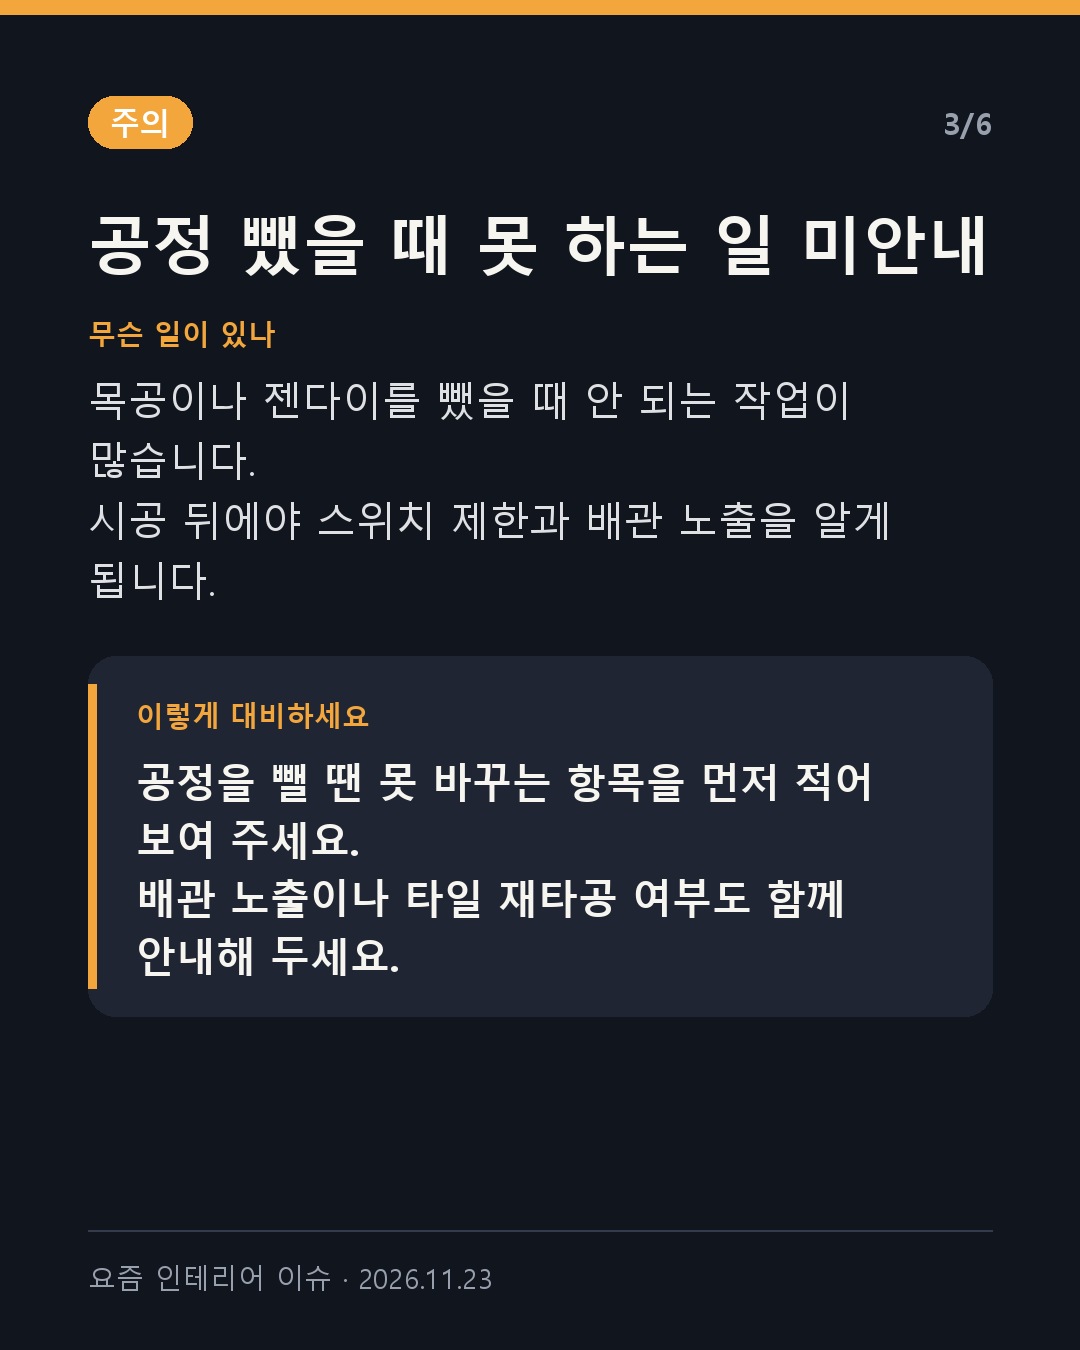 주의
3/6
공정 뺐을 때 못 하는 일 미안내
무슨 일이 있나
목공이나 젠다이를 뺐을 때 안 되는 작업이
많습니다.
시공 뒤에야 스위치 제한과 배관 노출을 알게
됩니다.
이렇게 대비하세요
공정을 뺄 땐 못 바꾸는 항목을 먼저 적어
보여 주세요.
배관 노출이나 타일 재타공 여부도 함께
안내해 두세요.
요즘 인테리어 이슈 · 2026.11.23